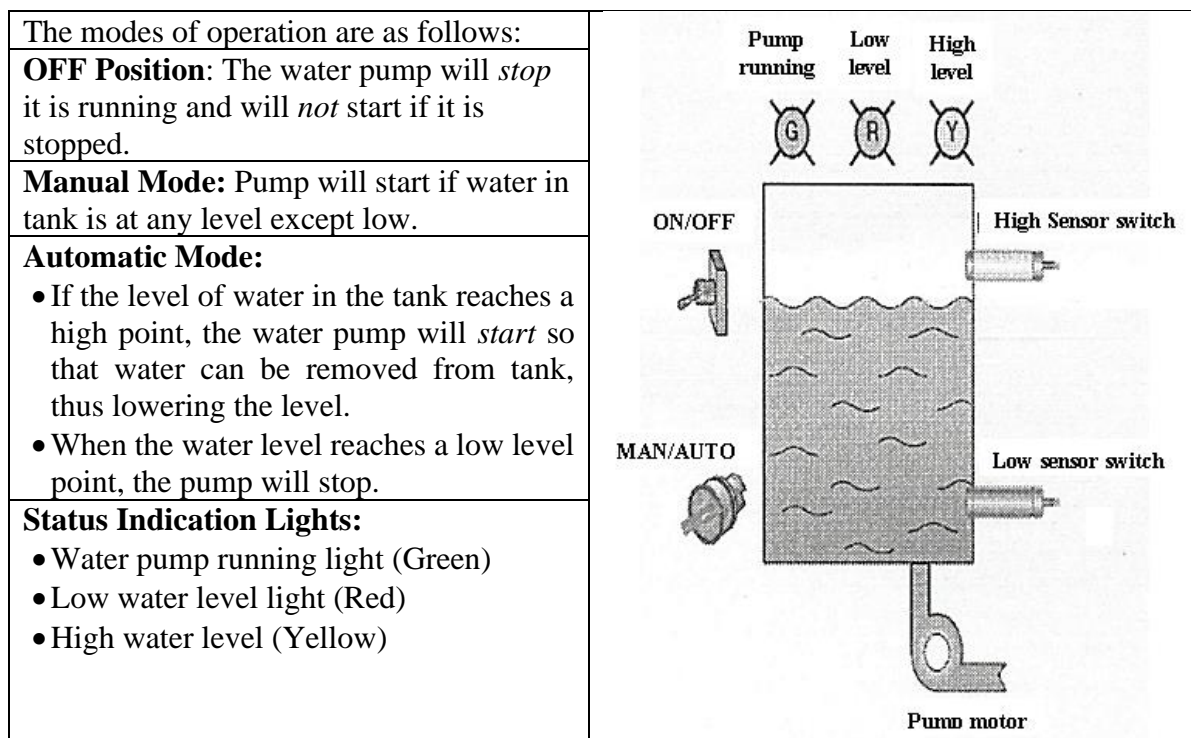 The modes of operation are as follows:
OFF Position: The water pump will stop
it is running and will not start if it is
stopped.
Manual Mode: Pump will start if water in
tank is at any level except low.
Automatic Mode:
• If the level of water in the tank reaches a
high point, the water pump will start so
that water can be removed from tank,
thus lowering the level.
• When the water level reaches a low level
point, the pump will stop.
Status Indication Lights:
• Water pump running light (Green)
• Low water level light (Red)
• High water level (Yellow)
Pump
running
Low
level
High
level
G
R
Y
ON/OFF
High Sensor switch
MAN/AUTO
Low sensor switch
Pump motor